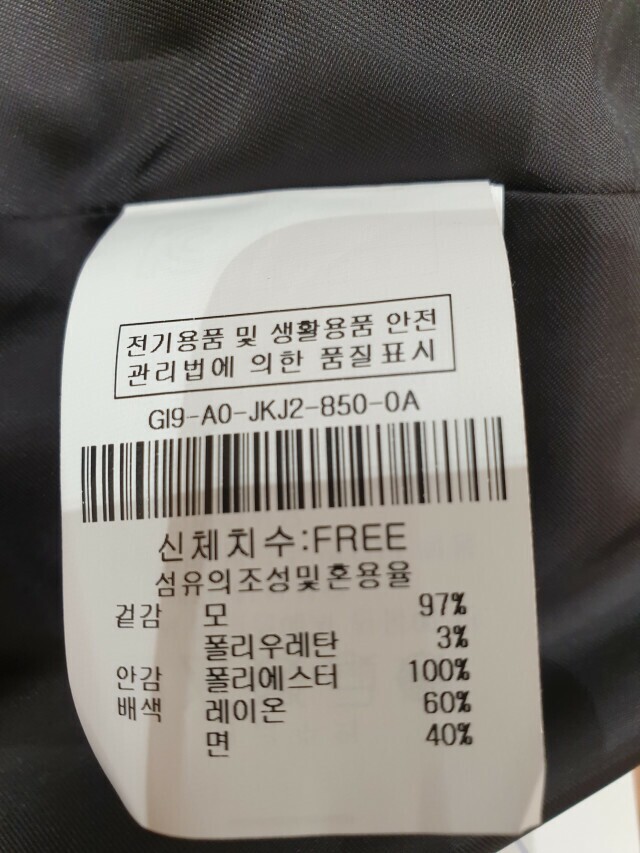 전기용품 및 생활용품 안전
관리법에 의한 품질표시
GI9-A0-JKJ2-850-0A
신체치수:FREE
섬유의조성및혼용율
겉감 모 97%
폴리우레탄 3%
안감 폴리에스터 100%
배색 레이온 60%
면 40%